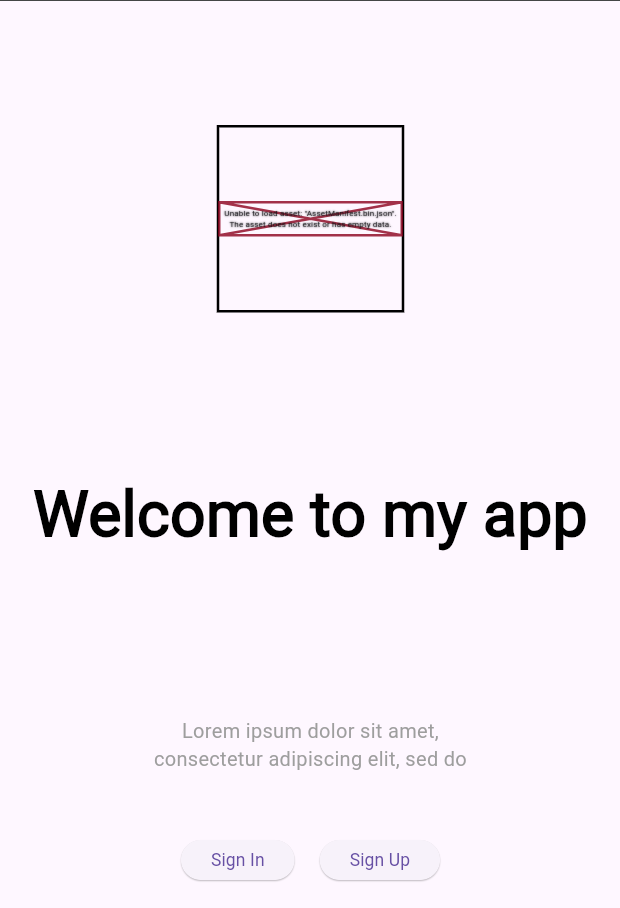 Unable to load asset: "AssetManifest.bin.json".
The asset does not exist or has empty data.
Welcome to my app
Lorem ipsum dolor sit amet,
consectetur adipiscing elit, sed do
Sign In
Sign Up